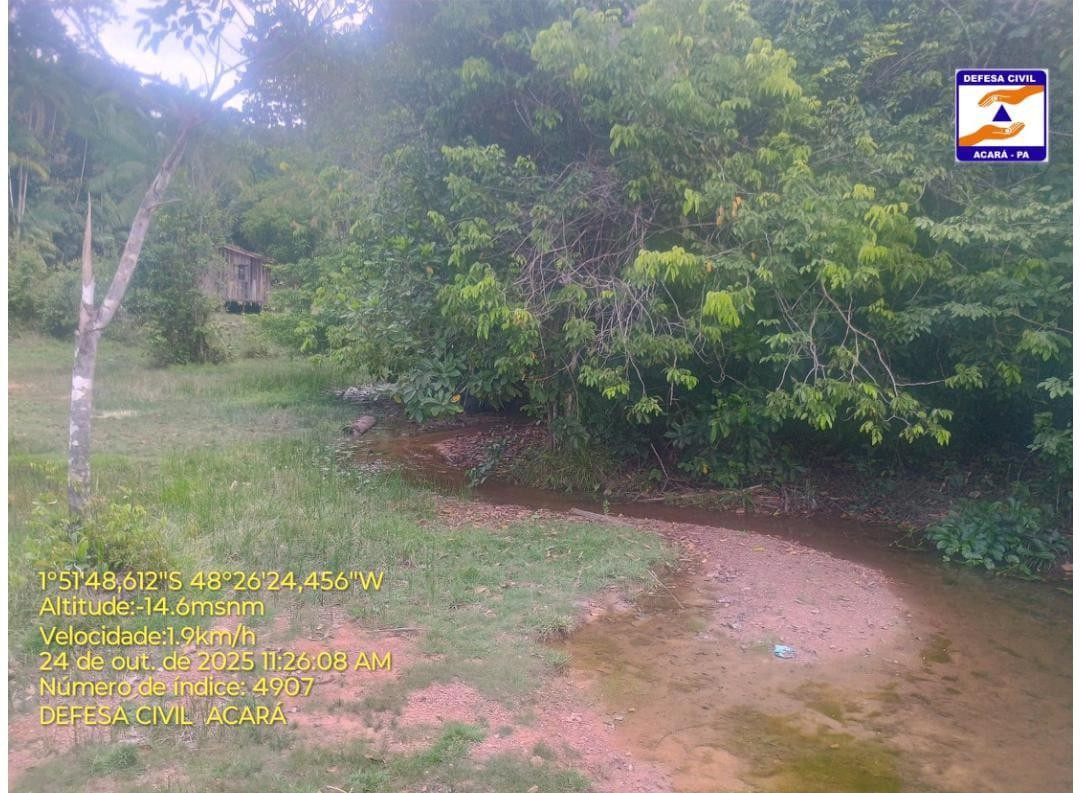 DEFESA CIVIL
ACARÁ - PA
1°51'48,612"S 48°26'24,456"W
Altitude:-14.6msnm
Velocidade:1.9km/h
24 de out. de 2025 11:26:08 AM
Número de índice: 4907
DEFESA CIVIL ACARÁ